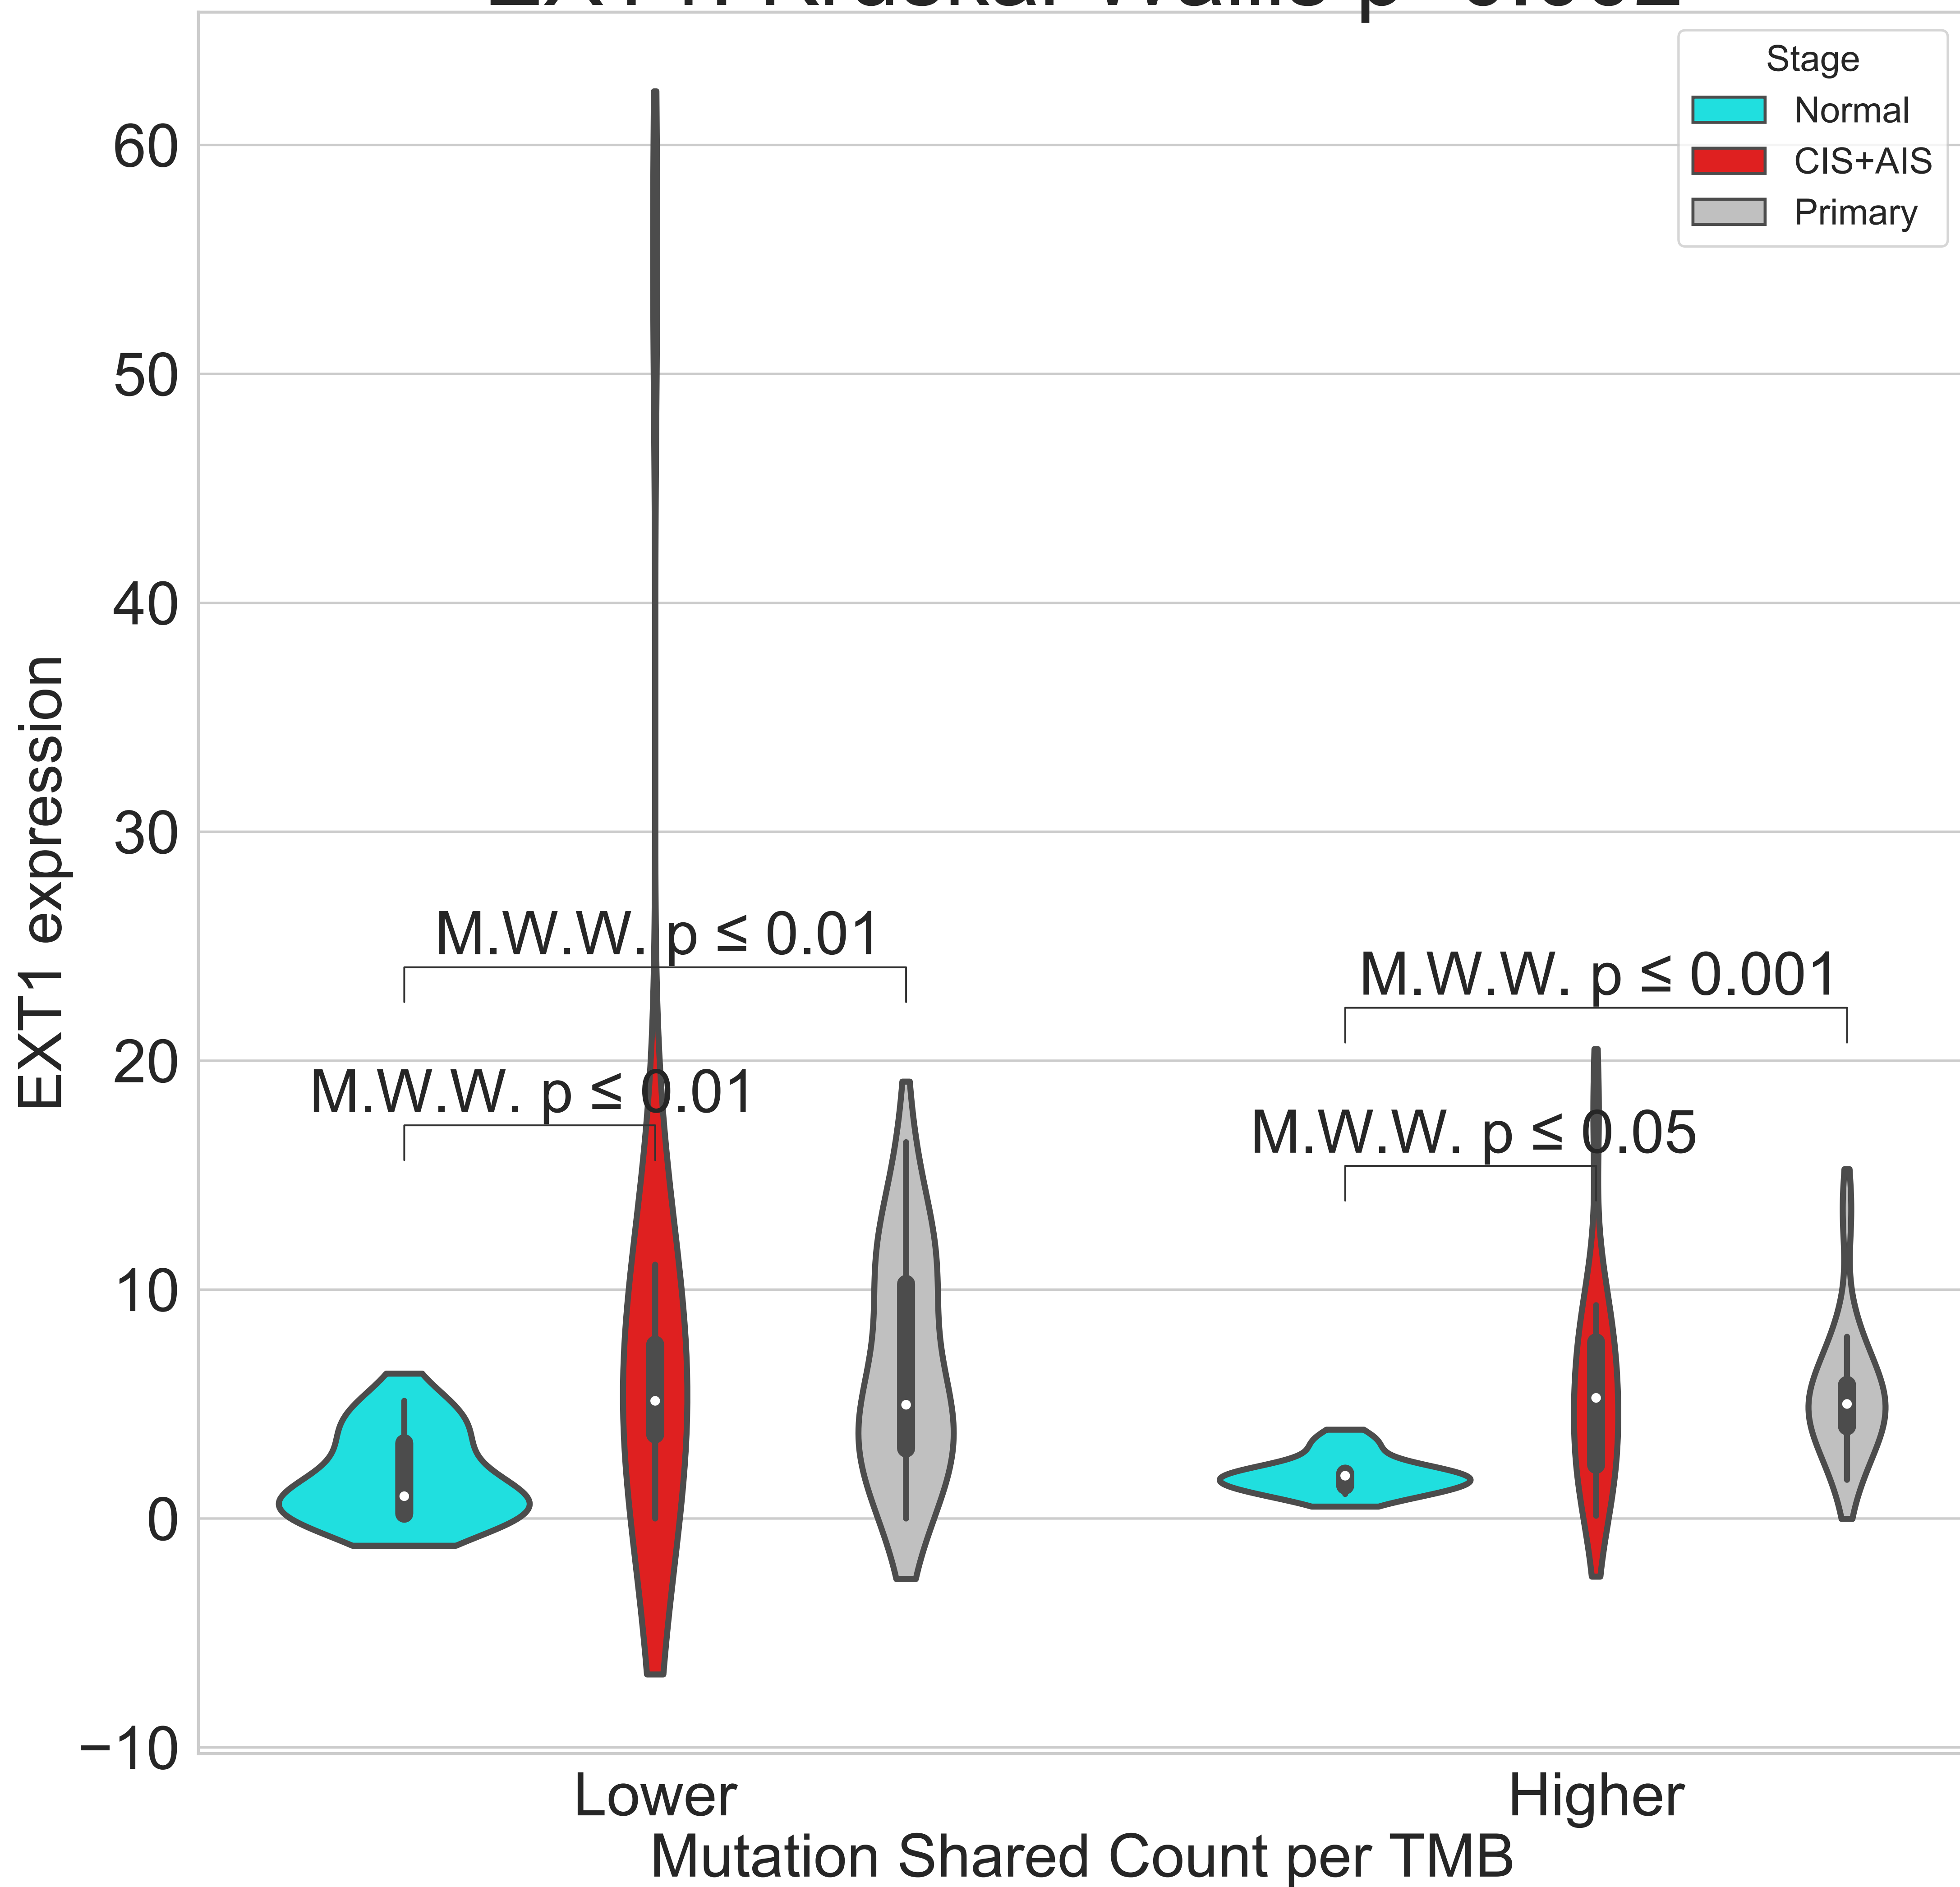 Stage
Normal
CIS+AIS
Primary
60
50
40
30
20
10
0
−10
EXT1 expression
M.W.W. p ≤ 0.01
M.W.W. p ≤ 0.001
M.W.W. p ≤ 0.01
M.W.W. p ≤ 0.05
Lower
Higher
Mutation Shared Count per TMB